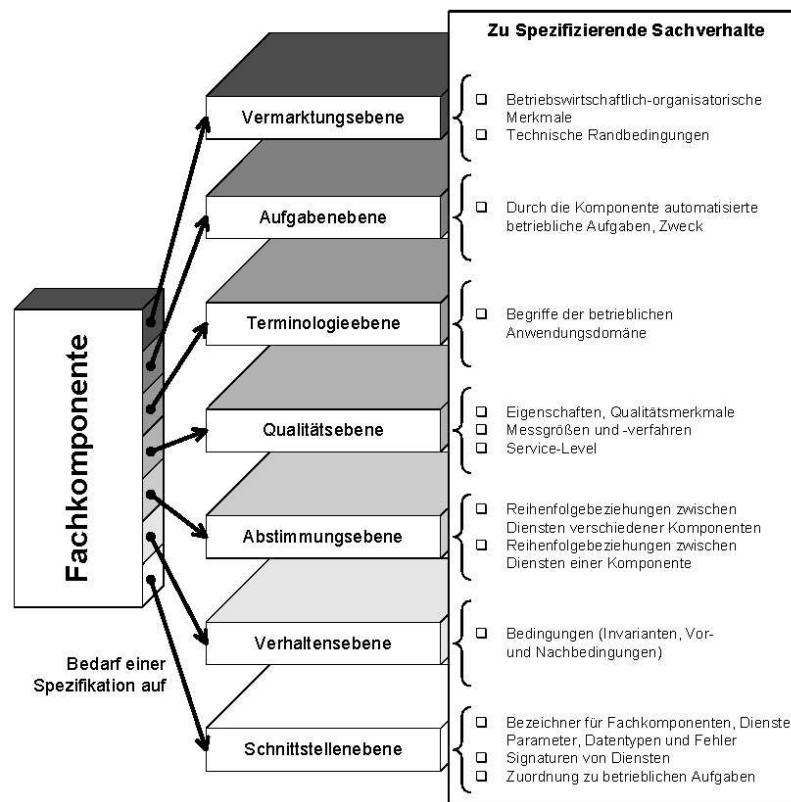 Zu Spezifizierende Sachverhalte
Vermarktungsebene
Betriebswirtschaftlich-organisatorische
Merkmale
Technische Randbedingungen
Aufgabenebene
Durch die Komponente automatisierte
betriebliche Aufgaben, Zweck
Terminologieebene
Begriffe der betrieblichen
Anwendungsdomäne
Fachkomponente
Qualitätsebene
Eigenschaften, Qualitätsmerkmale
Messgrößen und -verfahren
Service-Level
Abstimmungsebene
Reihenfolgebeziehungen zwischen
Diensten verschiedener Komponenten
Reihenfolgebeziehungen zwischen
Diensten einer Komponente
Verhaltensebene
Bedingungen (Invarianten, Vor-
und Nachbedingungen)
Bedarf einer
Spezifikation auf
Schnittstellenebene
Bezeichner für Fachkomponenten, Dienste
Parameter, Datentypen und Fehler
Signaturen von Diensten
Zuordnung zu betrieblichen Aufgaben